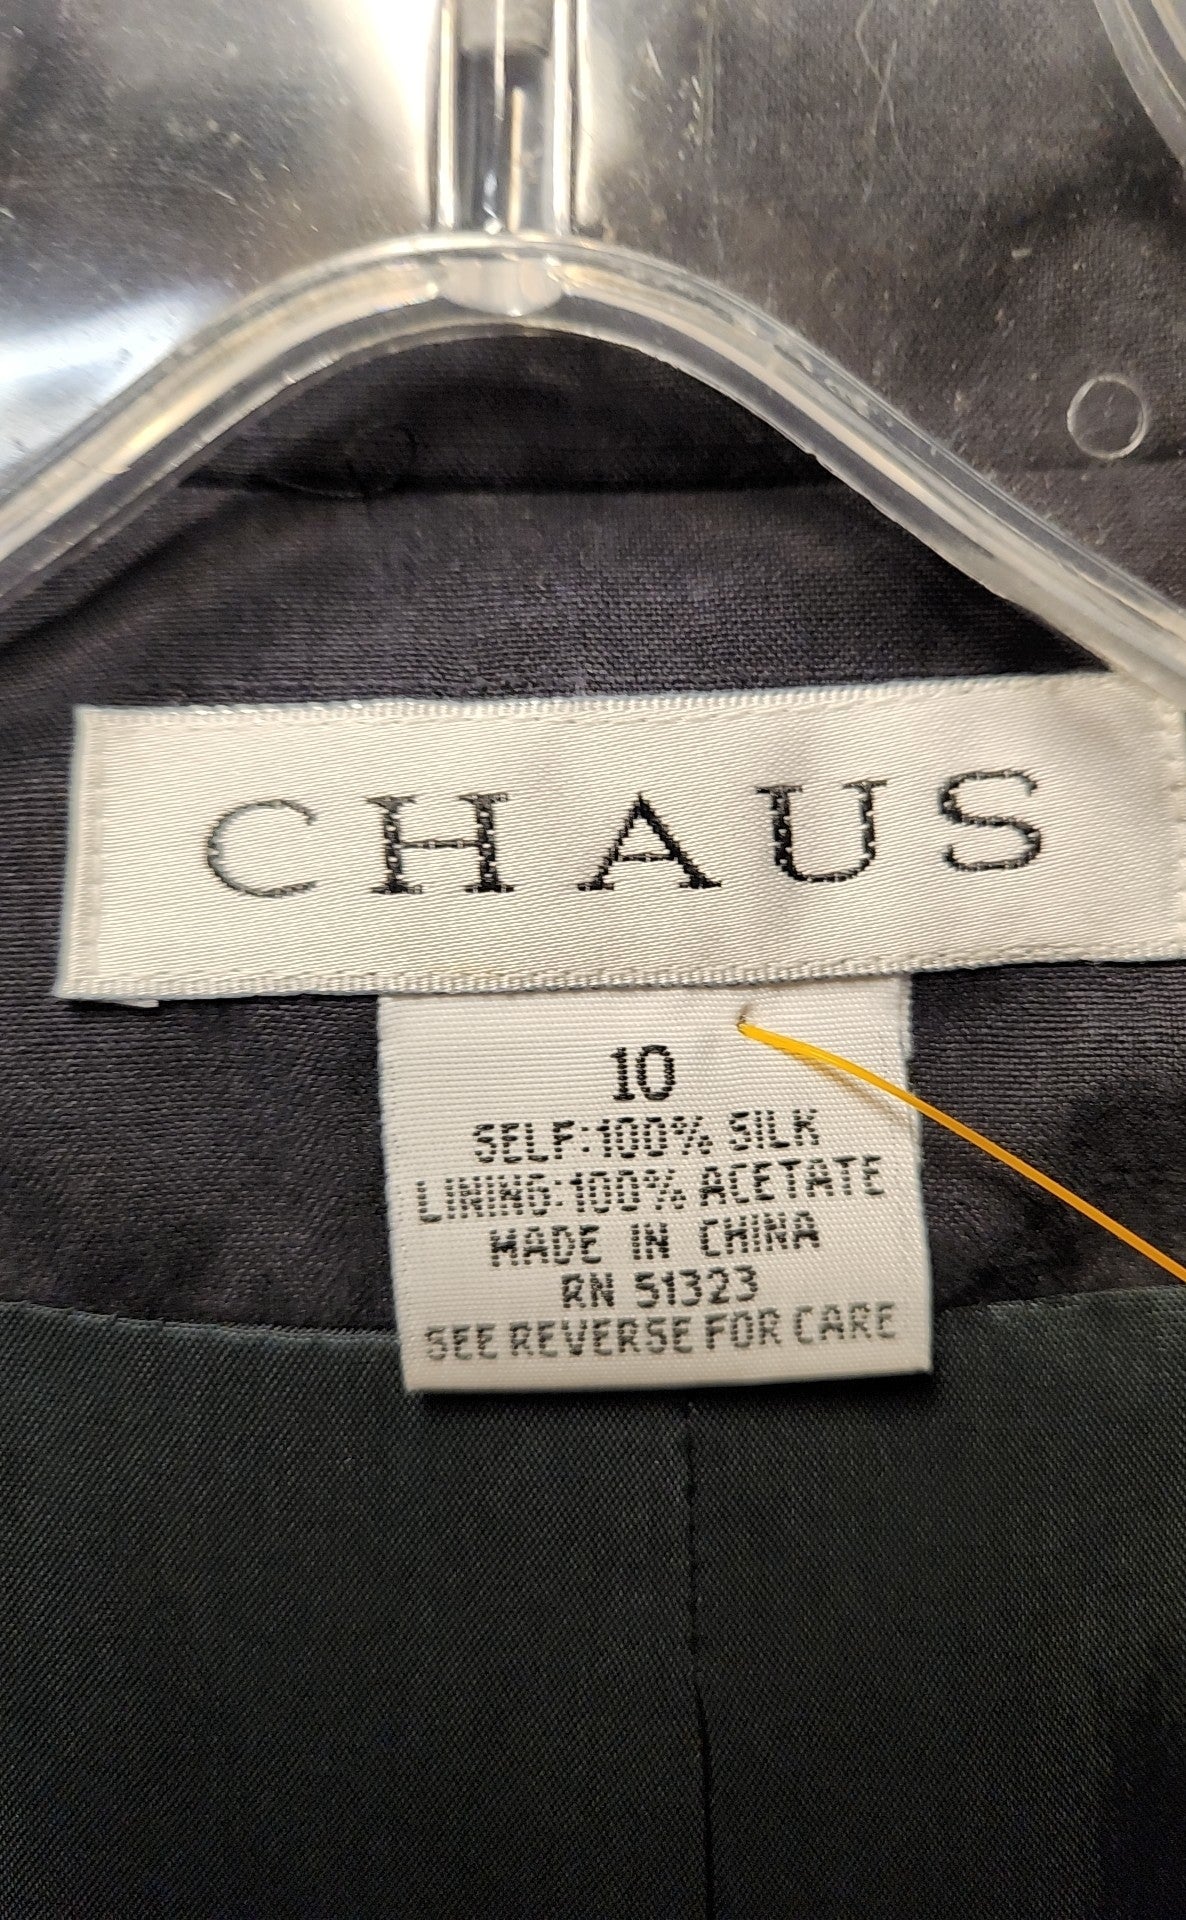 CHAUS
10
SELF:100% SILK
LINING:100% ACETATE
MADE IN CHINA
RN 51323
SEE REVERSE FOR CARE